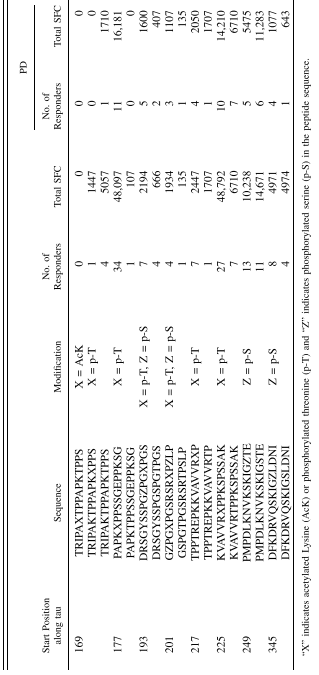 PD
Start Position along tau Sequence Modification No. of Responders Total SFC No. of Responders Total SFC
169 TRIPAXTPPAPKTPPS X = AcK 0 0 0 0
TRIPAKTPPAPKXPPS X = p-T 1 1447 0 0
TRIPAKTPPAPKTPPS 4 5057 1 1710
177 PAPKXPPSSGEPPKSG X = p-T 34 48,097 11 16,181
PAPKTPPSSGEPPKSG 1 107 0 0
193 DRSGYSSPGZPGXPGS X = p-T, Z = p-S 7 2194 5 1600
DRSGYSSPGSPGTPGS 4 666 2 407
201 GZPGXPGSRSRXPZLP X = p-T, Z = p-S 4 1934 3 1107
GSPGTPGSRSRTPSLP 1 135 1 135
217 TPPTREPKKVAVVRXP X = p-T 7 2447 4 2050
TPPTREPKKVAVVRTP 1 1707 1 1707
225 KVAVVRXPPKSPSSAK X = p-T 27 48,792 10 14,210
KVAVVRTPPKSPSSAK 7 6710 7 6710
249 PMPDLKNVKSKIGZTE Z = p-S 13 10,238 5 5475
PMPDLKNVKSKIGSTE 11 14,671 6 11,283
345 DFKDRVQSKIGZLDNI Z = p-S 8 4971 4 1077
DFKDRVQSKIGSLDNI 4 4974 1 643
"X" indicates acetylated Lysine (AcK) or phosphorylated threonine (p-T) and "Z" indicates phosphorylated serine (p-S) in the peptide sequence.